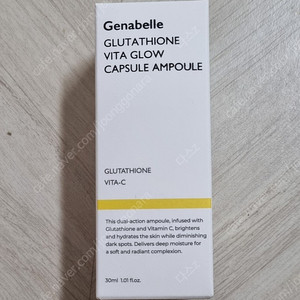 Genabelle
GLUTATHIONE
VITA GLOW
CAPSULE AMPOULE
GLUTATHIONE
VITA-C
This dual-action ampoule, infused with
Glutathione and Vitamin C, brightens
and hydrates the skin while diminishing
dark spots. Delivers deep moisture for
a soft and radiant complexion.
30ml 1.01 fl.oz.